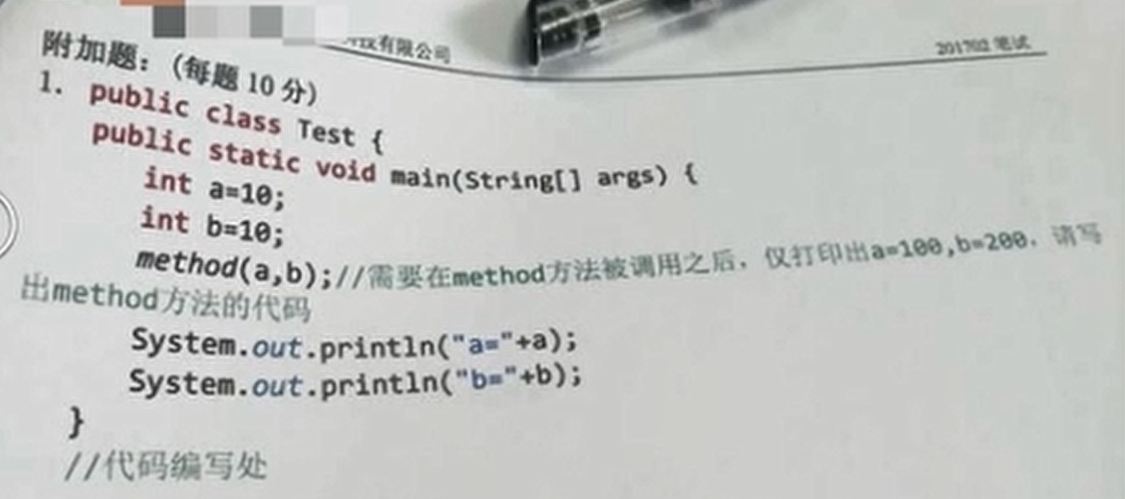 技有限公司
201702 笔试
附加题：(每题 10 分)
1. public class Test {
public static void main(String[] args) {
int a=10;
int b=10;
method(a,b);//需要在method方法被调用之后，仅打印出a=100,b=200，请写
出method方法的代码
System.out.println("a="+a);
System.out.println("b="+b);
}
//代码编写处